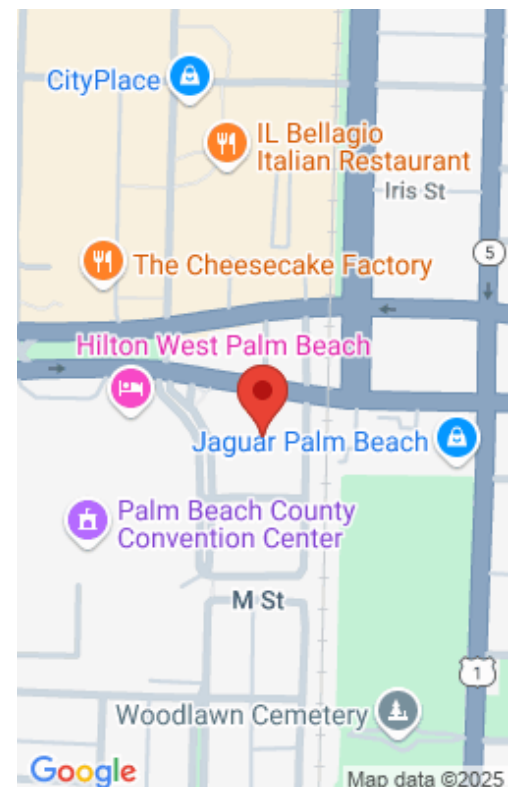 CityPlace
IL Bellagio
Italian Restaurant
Iris St
5
The Cheesecake Factory
Hilton West Palm Beach
Jaguar Palm Beach
Palm Beach County
Convention Center
M St
1
Woodlawn Cemetery
Google
Map data ©2025